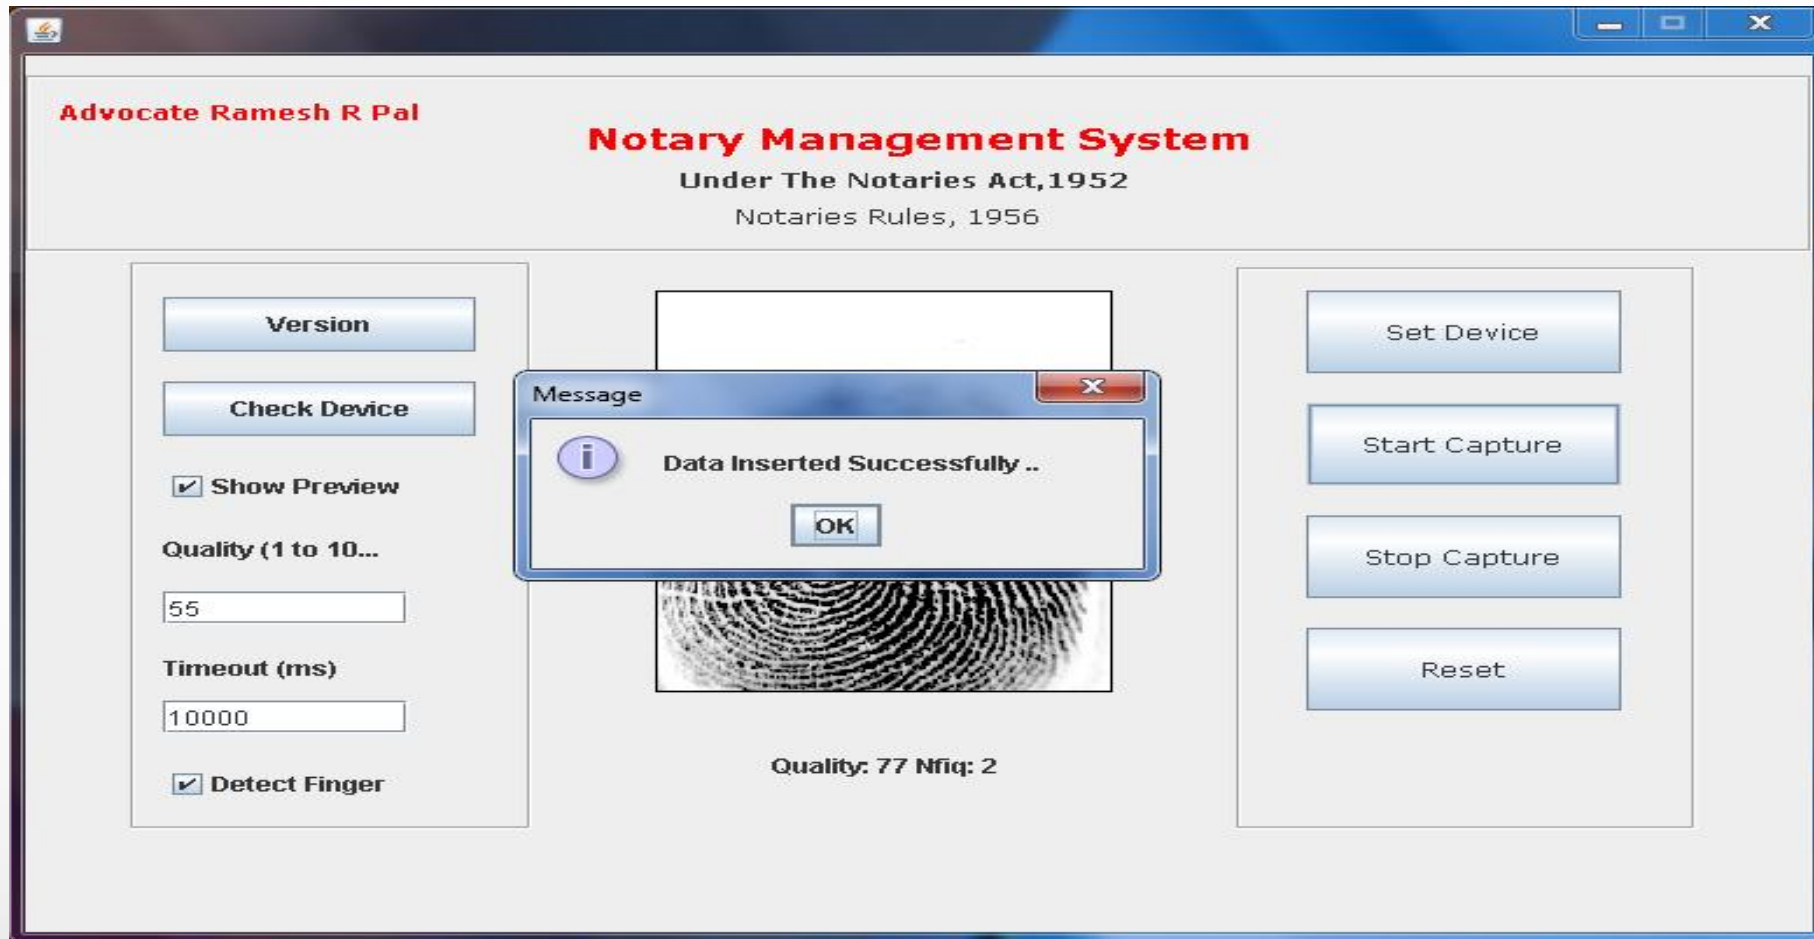 Advocate Ramesh R Pal
Notary Management System
Under The Notaries Act,1952
Notaries Rules, 1956
Version
Check Device
Show Preview
Quality (1 to 10...
55
Timeout (ms)
10000
Detect Finger
Message
i
Data Inserted Successfully ..
OK
Quality: 77 Nfiq: 2
Set Device
Start Capture
Stop Capture
Reset